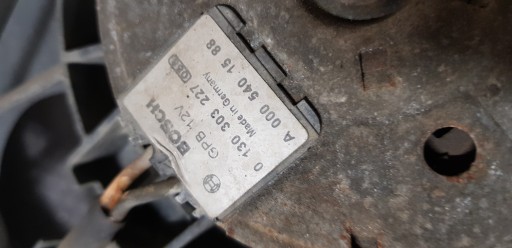 BOSCH
GPB 12V
0 130 303 227
Made in Germany
A 000 540 15 88